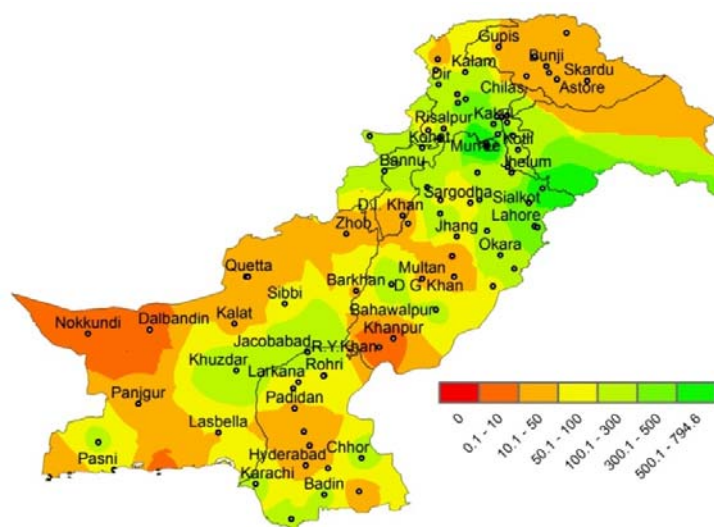 Gupis
Kalam
Bunji
Skardu
Dir
Astore
Chilas
Kakul
Risalpur
Kohat
Murree
Kotli
Bannu
Jhelum
Sargodha
Sialkot
D.I. Khan
Lahore
Zhob
Jhang
Okara
Quetta
Multan
Barkhan
D G Khan
Sibbi
Bahawalpur
Kalat
Nokkundi
Dalbandin
Khanpur
Jacobabad
R.Y.Khan
Khuzdar
Rohri
Larkana
Panjgur
Padidan
Lasbella
Chhor
Pasni
Hyderabad
Karachi
Badin
0
0.1 - 10
10.1 - 50
50.1 - 100
100.1 - 300
300.1 - 500
500.1 - 794.6